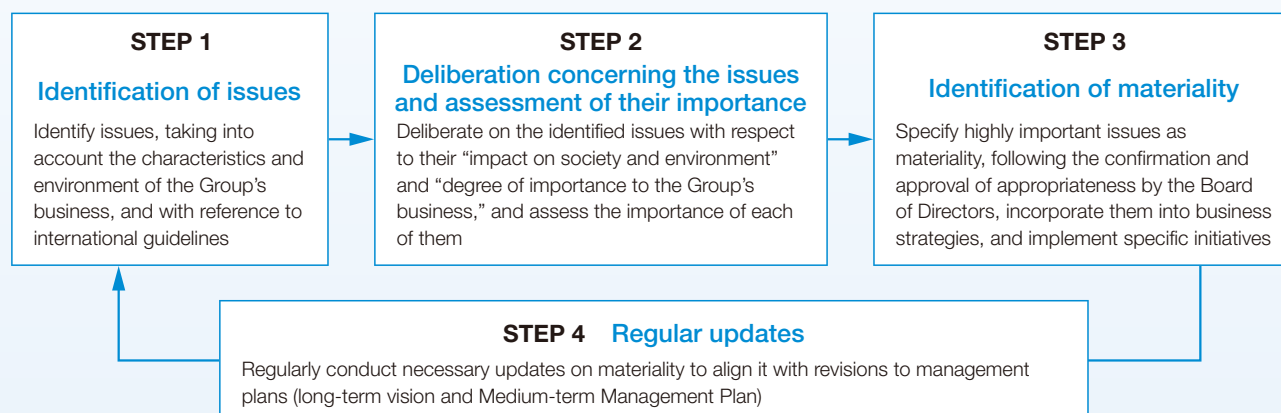 STEP 1
Identification of issues
Identify issues, taking into
account the characteristics and
environment of the Group's
business, and with reference to
international guidelines
STEP 2
Deliberation concerning the issues
and assessment of their importance
Deliberate on the identified issues with respect
to their “impact on society and environment”
and “degree of importance to the Group's
business,” and assess the importance of each
of them
STEP 3
Identification of materiality
Specify highly important issues as
materiality, following the confirmation and
approval of appropriateness by the Board
of Directors, incorporate them into business
strategies, and implement specific initiatives
STEP 4 Regular updates
Regularly conduct necessary updates on materiality to align it with revisions to management
plans (long-term vision and Medium-term Management Plan)